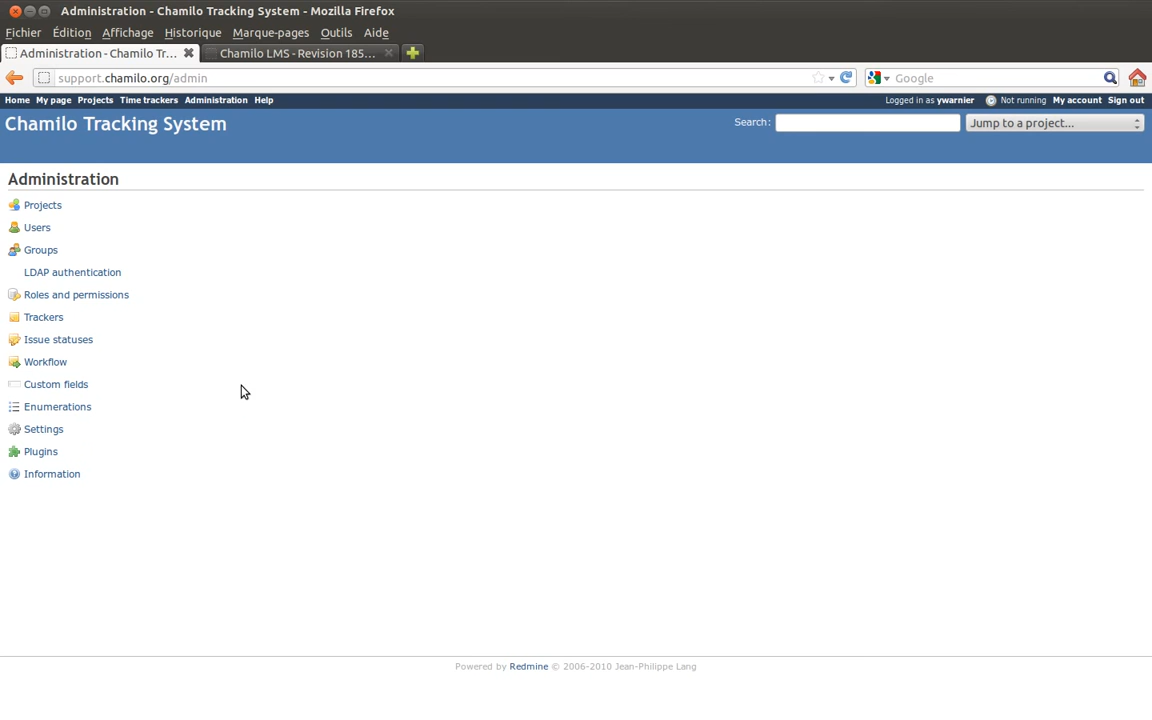 Administration - Chamilo Tracking System - Mozilla Firefox
Fichier Édition Affichage Historique Marque-pages Outils Aide
Administration - Chamilo Tr... Chamilo LMS - Revision 185...
support.chamilo.org/admin Google
Home My page Projects Time trackers Administration Help Logged in as ywarnier Not running My account Sign out
Chamilo Tracking System Search: Jump to a project...
Administration
Projects
Users
Groups
LDAP authentication
Roles and permissions
Trackers
Issue statuses
Workflow
Custom fields
Enumerations
Settings
Plugins
Information
Powered by Redmine © 2006-2010 Jean-Philippe Lang